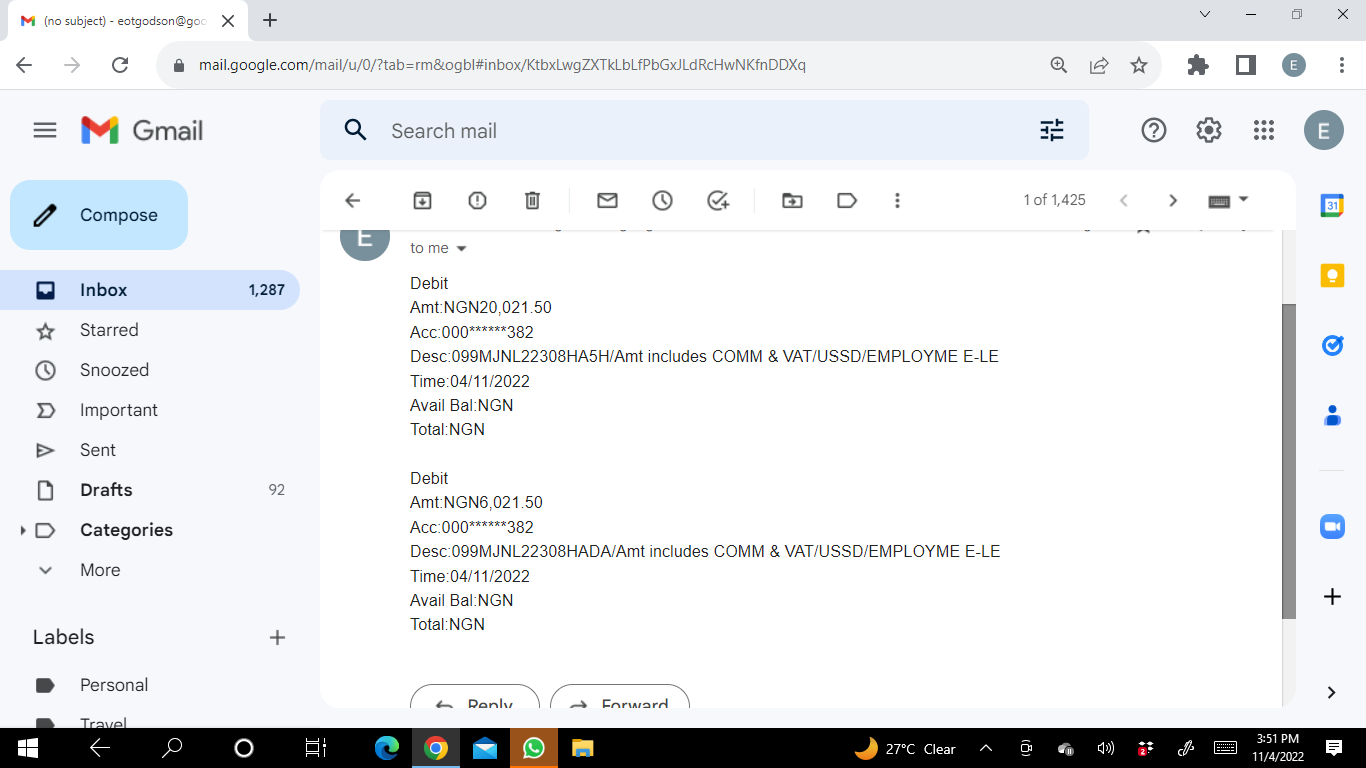 (no subject) - eotgodson@goo
mail.google.com/mail/u/0/?tab=rm&ogbl#inbox/KtbxLwgZXTkLbLfPbGxJLdRcHwNKfnDDXq
E
Gmail
Search mail
E
Compose
1 of 1,425
31
E
to me
Inbox 1,287
Starred
Snoozed
Important
Sent
Drafts 92
Categories
More
Labels
Personal
Travel
Debit
Amt:NGN20,021.50
Acc:000******382
Desc:099MJNL22308HA5H/Amt includes COMM & VAT/USSD/EMPLOYME E-LE
Time:04/11/2022
Avail Bal:NGN
Total:NGN
Debit
Amt:NGN6,021.50
Acc:000******382
Desc:099MJNL22308HADA/Amt includes COMM & VAT/USSD/EMPLOYME E-LE
Time:04/11/2022
Avail Bal:NGN
Total:NGN
Reply
Forward
27°C Clear
2
3:51 PM
11/4/2022